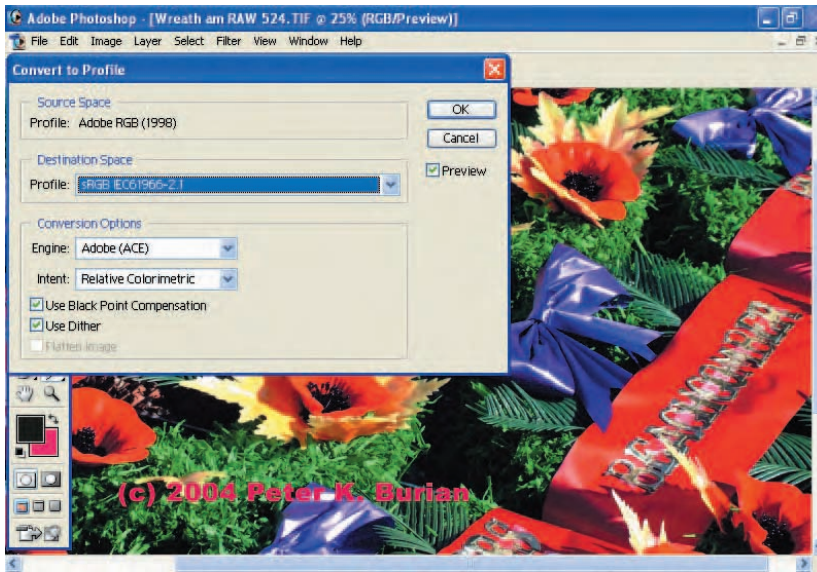 Adobe Photoshop - [Wreath am RAW 524.TIF @ 25% (RGB/Preview)]
File Edit Image Layer Select Filter View Window Help
Convert to Profile
Source Space
Profile: Adobe RGB (1998)
OK
Cancel
Preview
Destination Space
Profile: sRGB IEC61966-2.1
Conversion Options
Engine: Adobe (ACE)
Intent: Relative Colorimetric
Use Black Point Compensation
Use Dither
Flatten Image
(c) 2004 Peter K. Burian